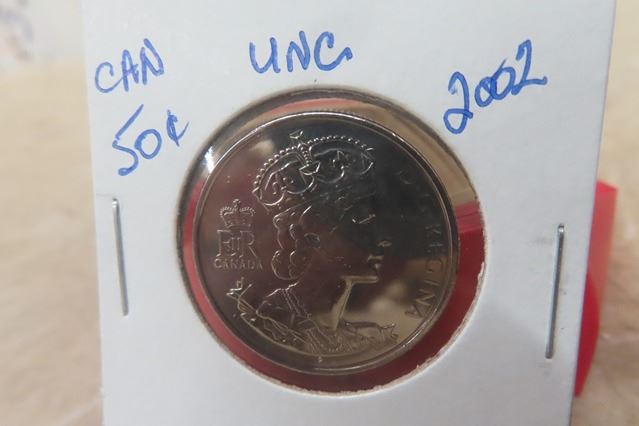 CAN UNC. 2002
50¢
EIIR
CANADA
D.G. REGINA